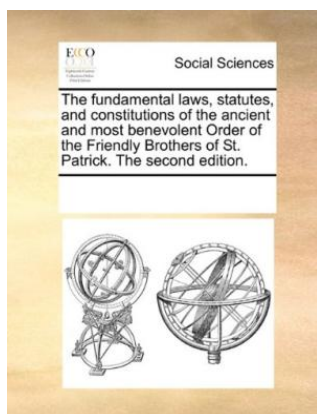 ECCO
Social Sciences
The fundamental laws, statutes,
and constitutions of the ancient
and most benevolent Order of
the Friendly Brothers of St.
Patrick. The second edition.